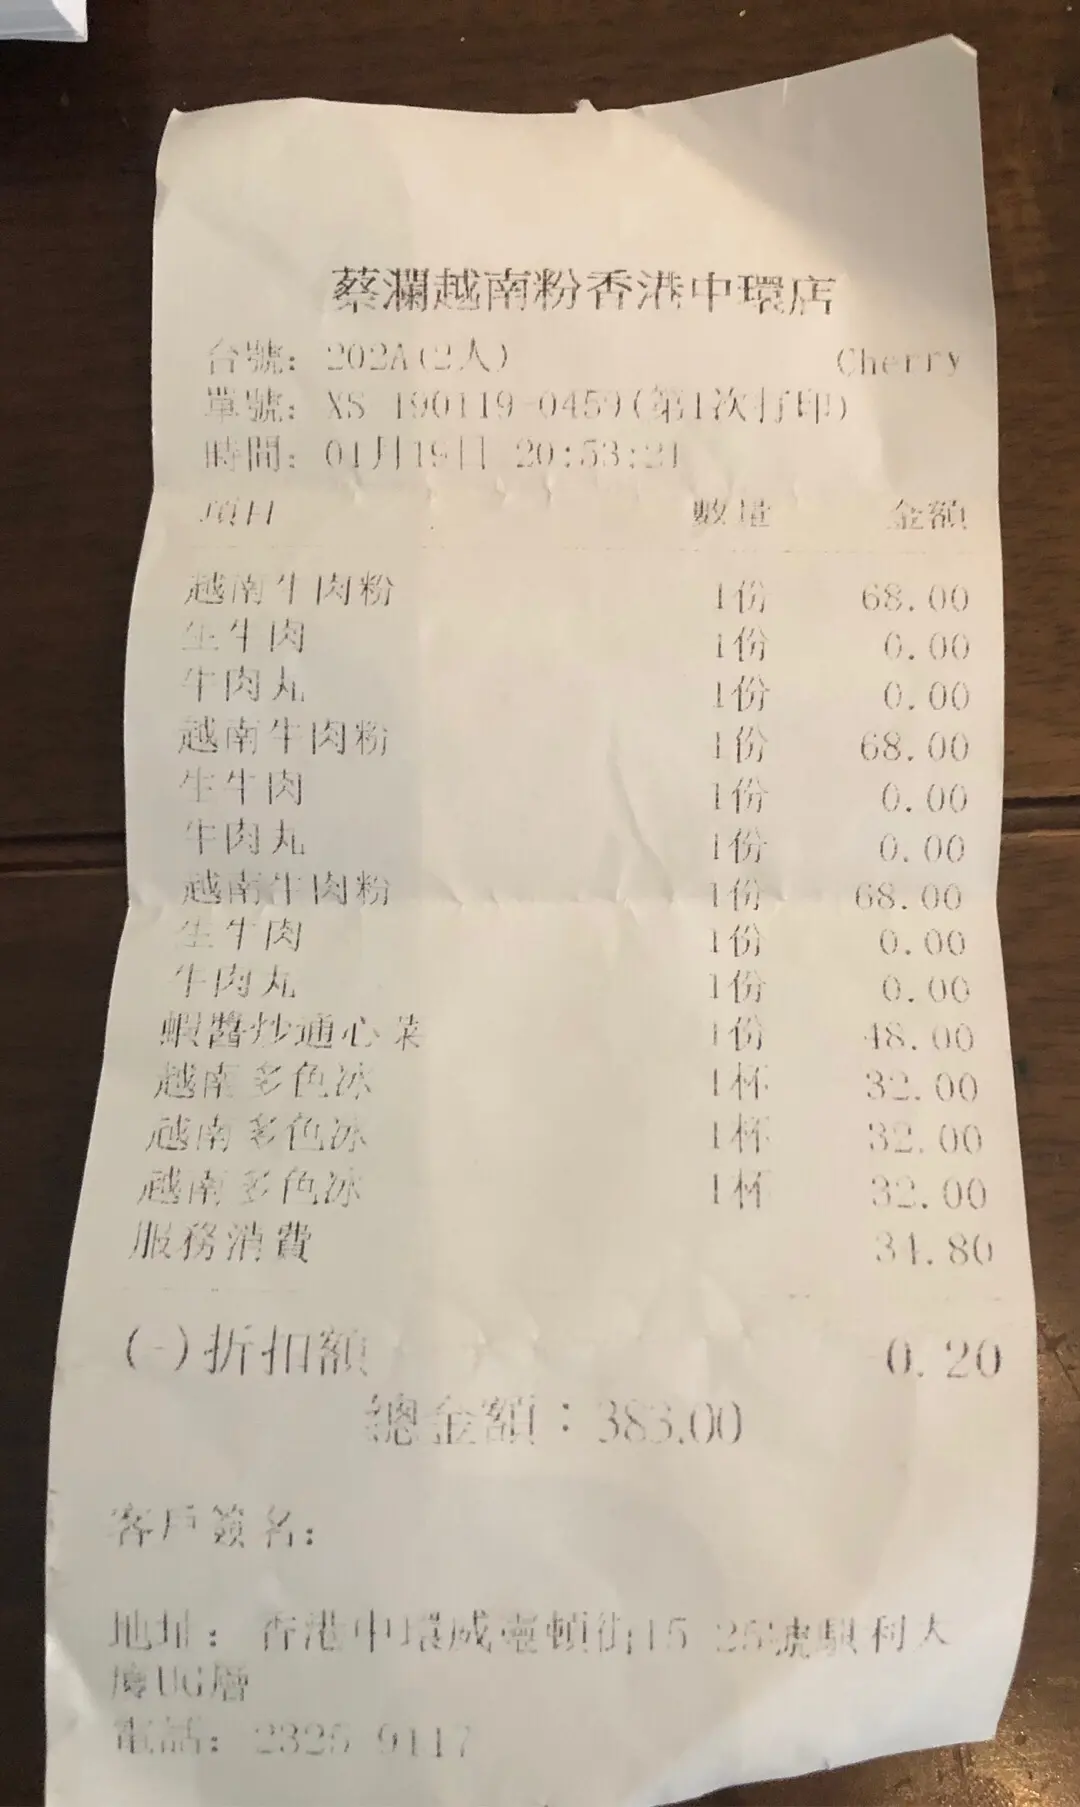 蔡瀾越南粉香港中環店
台號: 202A(2人) Cherry
單號: XS 190119-0459(第1次打印)
時間: 01月19日 20:53:21
項目 數量 金額
越南牛肉粉 1份 68.00
生牛肉 1份 0.00
牛肉丸 1份 0.00
越南牛肉粉 1份 68.00
生牛肉 1份 0.00
牛肉丸 1份 0.00
越南牛肉粉 1份 68.00
生牛肉 1份 0.00
牛肉丸 1份 0.00
蝦醬炒通心菜 1份 48.00
越南多色冰 1杯 32.00
越南多色冰 1杯 32.00
越南多色冰 1杯 32.00
服務消費 34.80
(-)折扣額 -0.20
總金額：383.00
客戶簽名:
地址: 香港中環威靈頓街15-25號騏利大
廈UG層
電話: 2325 9117